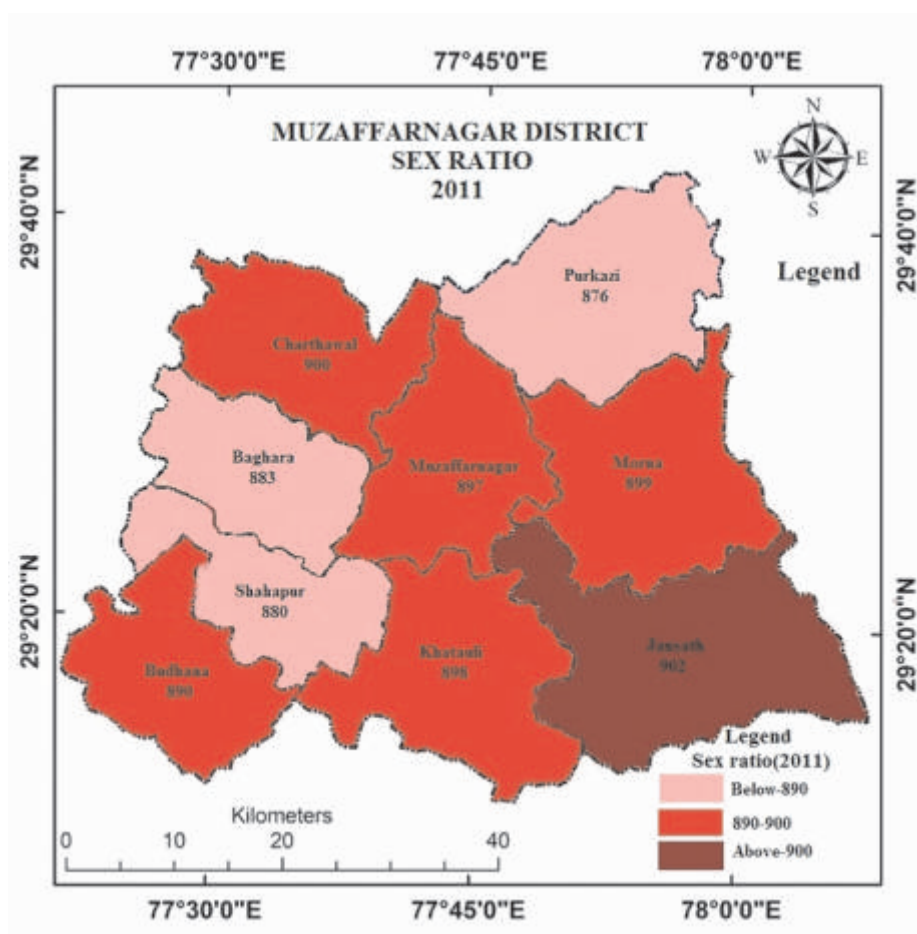 77°30'0"E 77°45'0"E 78°0'0"E
MUZAFFARNAGAR DISTRICT
SEX RATIO
2011
N
W E
S
29°40'0"N
29°40'0"N
Legend
Purkazi
876
Charthawal
900
Baghara
883
Muzaffarnagar
897
Morna
899
Shahapur
880
Budhana
890
Khatauli
898
Jansath
902
29°20'0"N
29°20'0"N
Legend
Sex ratio(2011)
Below-890
890-900
Above-900
Kilometers
0 10 20 40
77°30'0"E 77°45'0"E 78°0'0"E